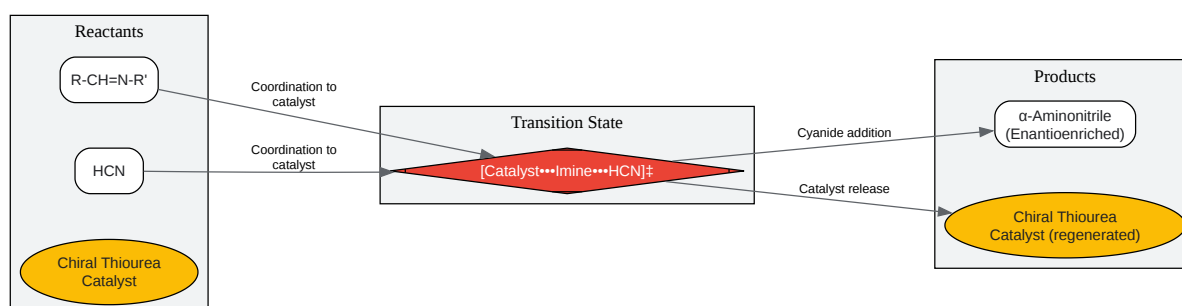 Reactants
R-CH=N-R'
HCN
Chiral Thiourea
Catalyst
Coordination to
catalyst
Coordination to
catalyst
Transition State
[Catalyst•••Imine•••HCN]‡
Cyanide addition
Catalyst release
Products
α-Aminonitrile
(Enantioenriched)
Chiral Thiourea
Catalyst (regenerated)